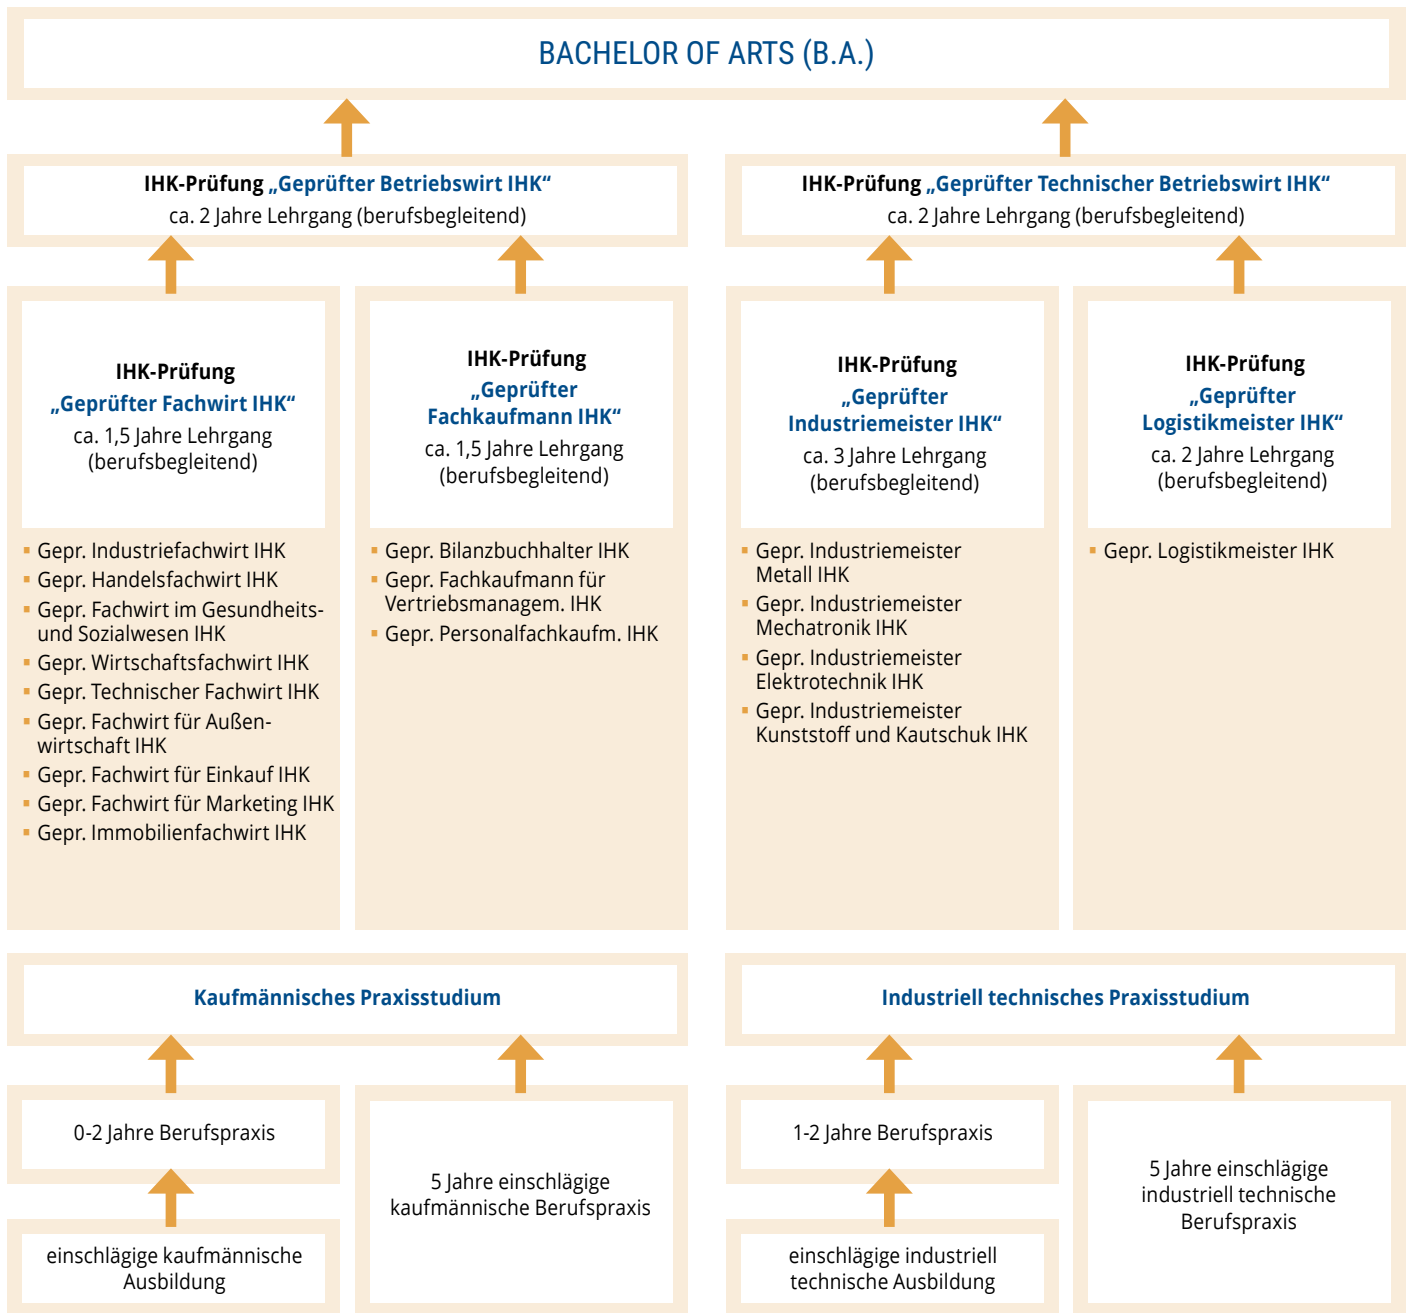 BACHELOR OF ARTS (B.A.)
IHK-Prüfung „Geprüfter Betriebswirt IHK“
ca. 2 Jahre Lehrgang (berufsbegleitend)
IHK-Prüfung „Geprüfter Technischer Betriebswirt IHK“
ca. 2 Jahre Lehrgang (berufsbegleitend)
IHK-Prüfung
„Geprüfter Fachwirt IHK“
ca. 1,5 Jahre Lehrgang
(berufsbegleitend)
▪ Gepr. Industriefachwirt IHK
▪ Gepr. Handelsfachwirt IHK
▪ Gepr. Fachwirt im Gesundheits-
und Sozialwesen IHK
▪ Gepr. Wirtschaftsfachwirt IHK
▪ Gepr. Technischer Fachwirt IHK
▪ Gepr. Fachwirt für Außen-
wirtschaft IHK
▪ Gepr. Fachwirt für Einkauf IHK
▪ Gepr. Fachwirt für Marketing IHK
▪ Gepr. Immobilienfachwirt IHK
IHK-Prüfung
„Geprüfter
Fachkaufmann IHK“
ca. 1,5 Jahre Lehrgang
(berufsbegleitend)
▪ Gepr. Bilanzbuchhalter IHK
▪ Gepr. Fachkaufmann für
Vertriebsmanagem. IHK
▪ Gepr. Personalfachkaufm. IHK
IHK-Prüfung
„Geprüfter
Industriemeister IHK“
ca. 3 Jahre Lehrgang
(berufsbegleitend)
▪ Gepr. Industriemeister
Metall IHK
▪ Gepr. Industriemeister
Mechatronik IHK
▪ Gepr. Industriemeister
Elektrotechnik IHK
▪ Gepr. Industriemeister
Kunststoff und Kautschuk IHK
IHK-Prüfung
„Geprüfter
Logistikmeister IHK“
ca. 2 Jahre Lehrgang
(berufsbegleitend)
▪ Gepr. Logistikmeister IHK
Kaufmännisches Praxisstudium
Industriell technisches Praxisstudium
0-2 Jahre Berufspraxis
einschlägige kaufmännische
Ausbildung
5 Jahre einschlägige
kaufmännische Berufspraxis
1-2 Jahre Berufspraxis
einschlägige industriell
technische Ausbildung
5 Jahre einschlägige
industriell technische
Berufspraxis